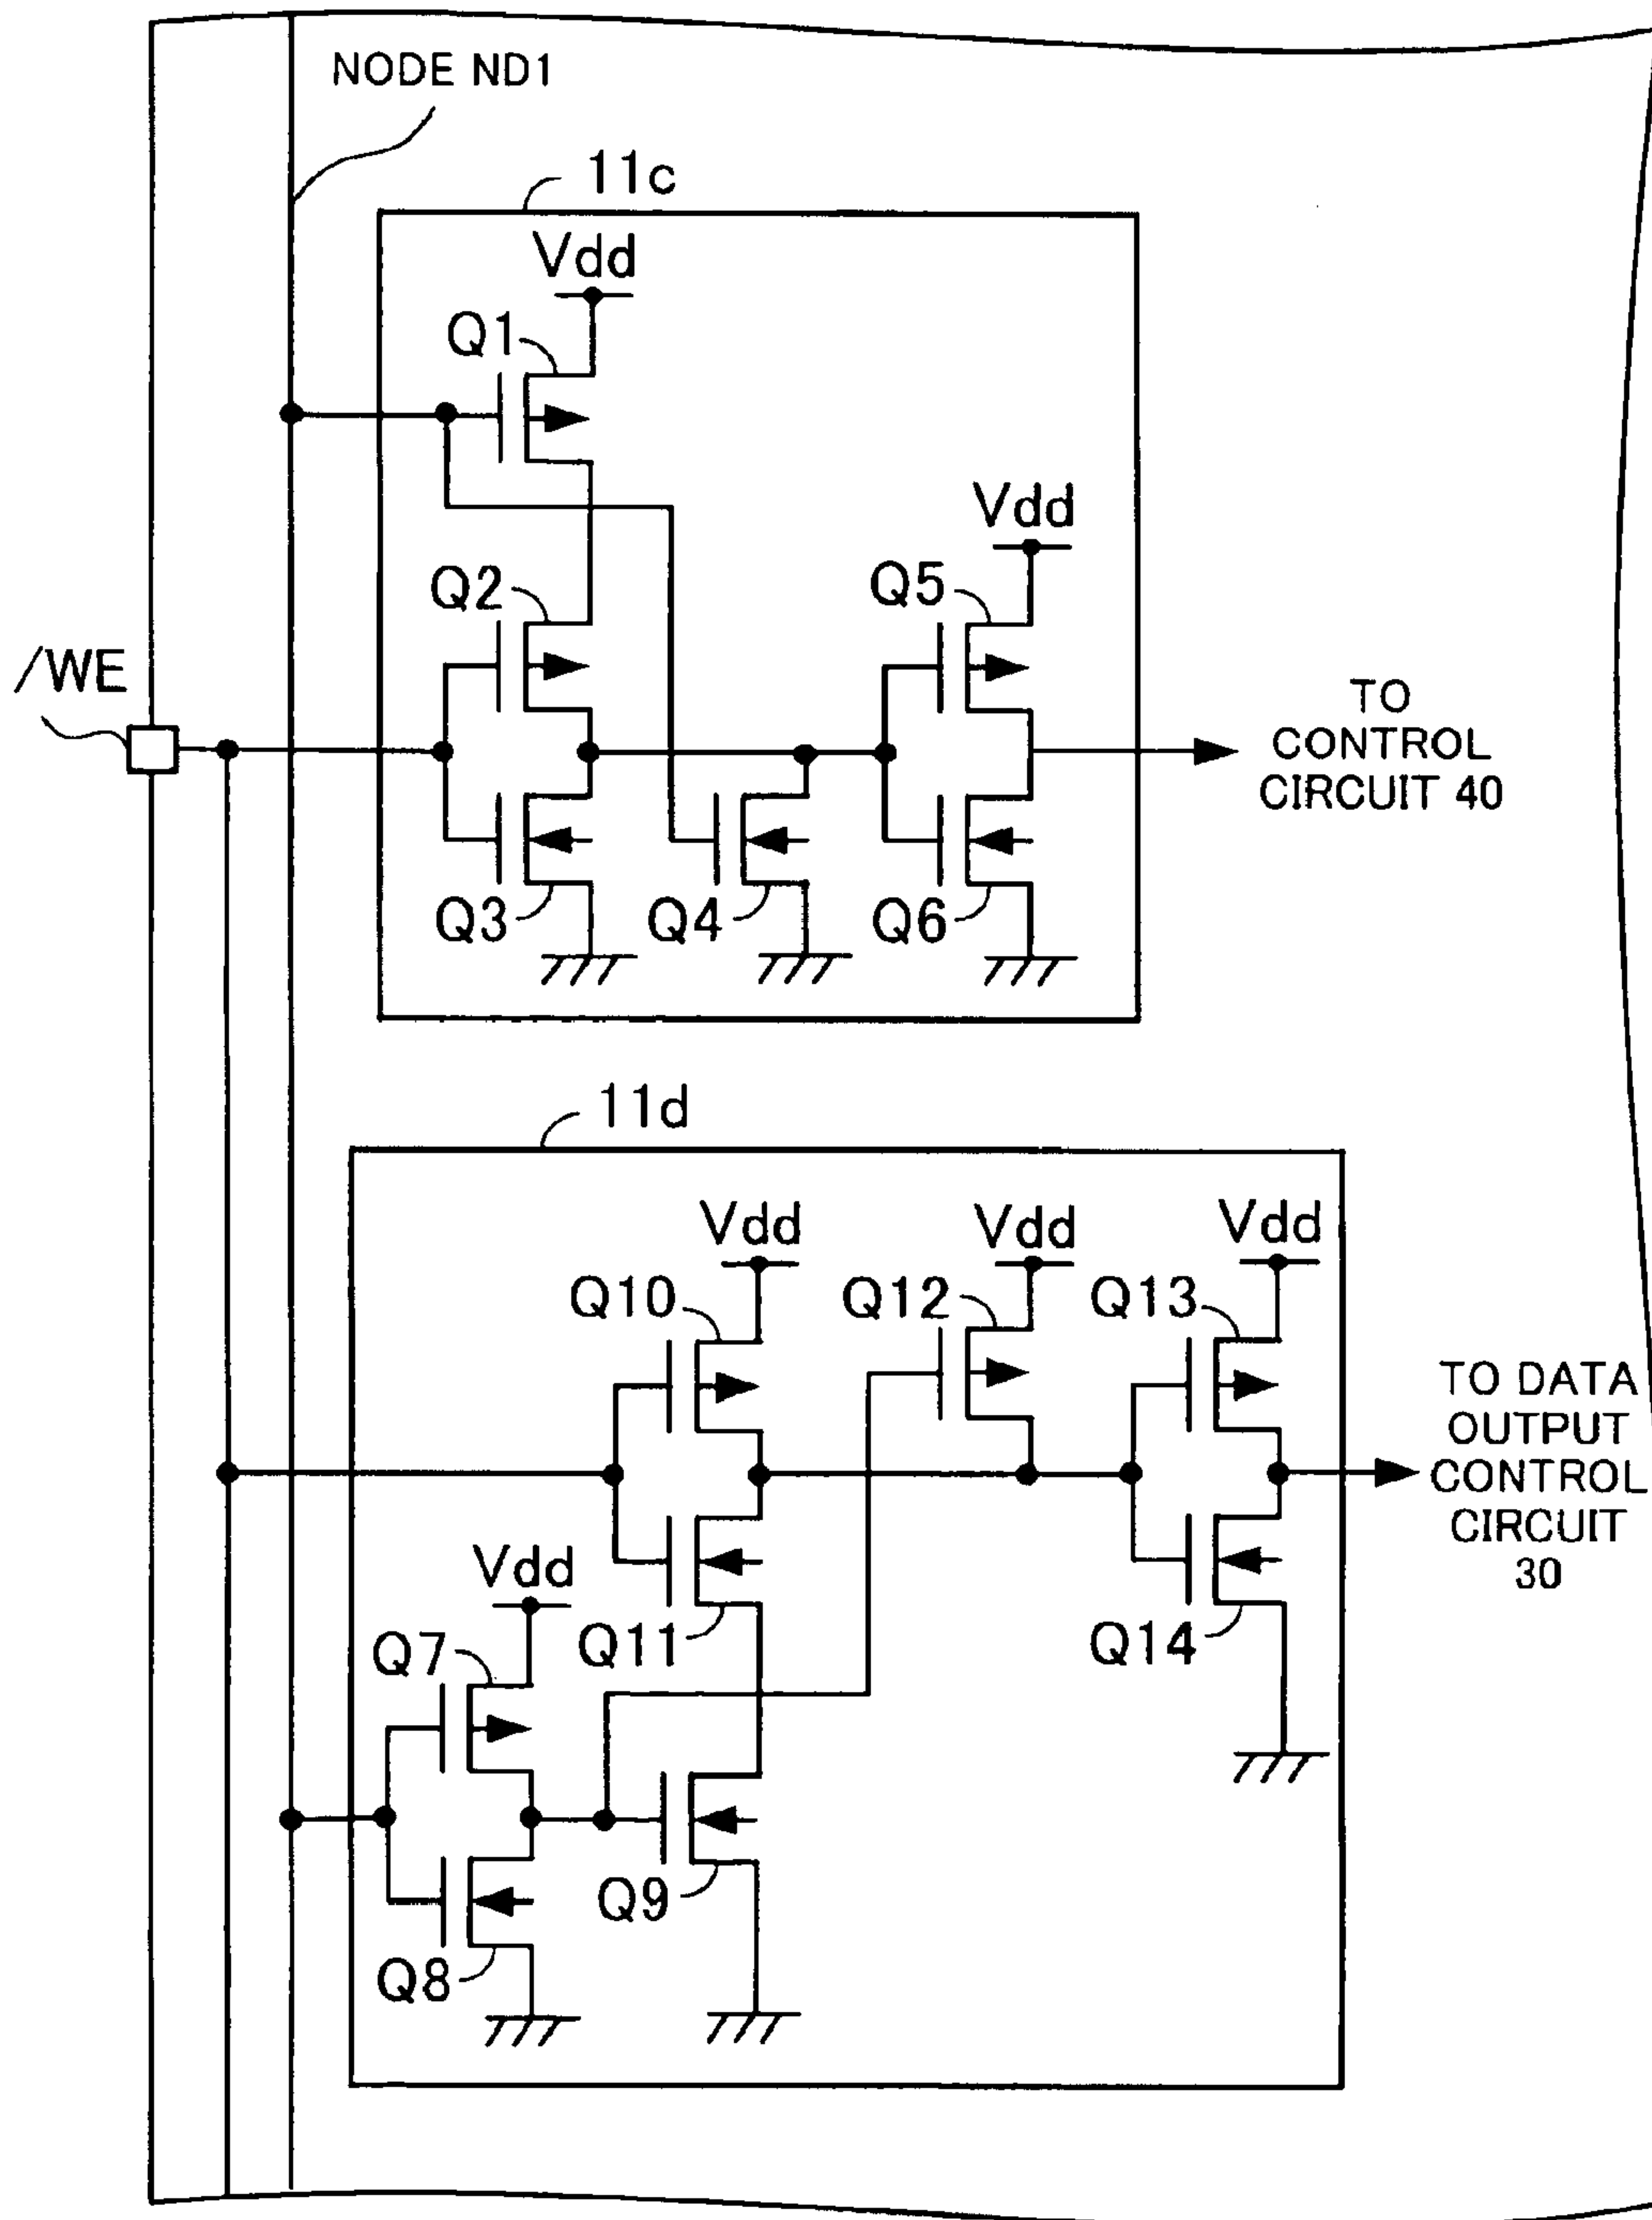 NODE ND1
11c
Vdd
Q1
Vdd
Q2
Q5
/WE
TO
CONTROL
CIRCUIT 40
Q3
Q4
Q6
11d
Vdd
Vdd
Vdd
Q10
Q12
Q13
TO DATA
OUTPUT
CONTROL
CIRCUIT
30
Vdd
Q11
Q14
Q7
Q9
Q8